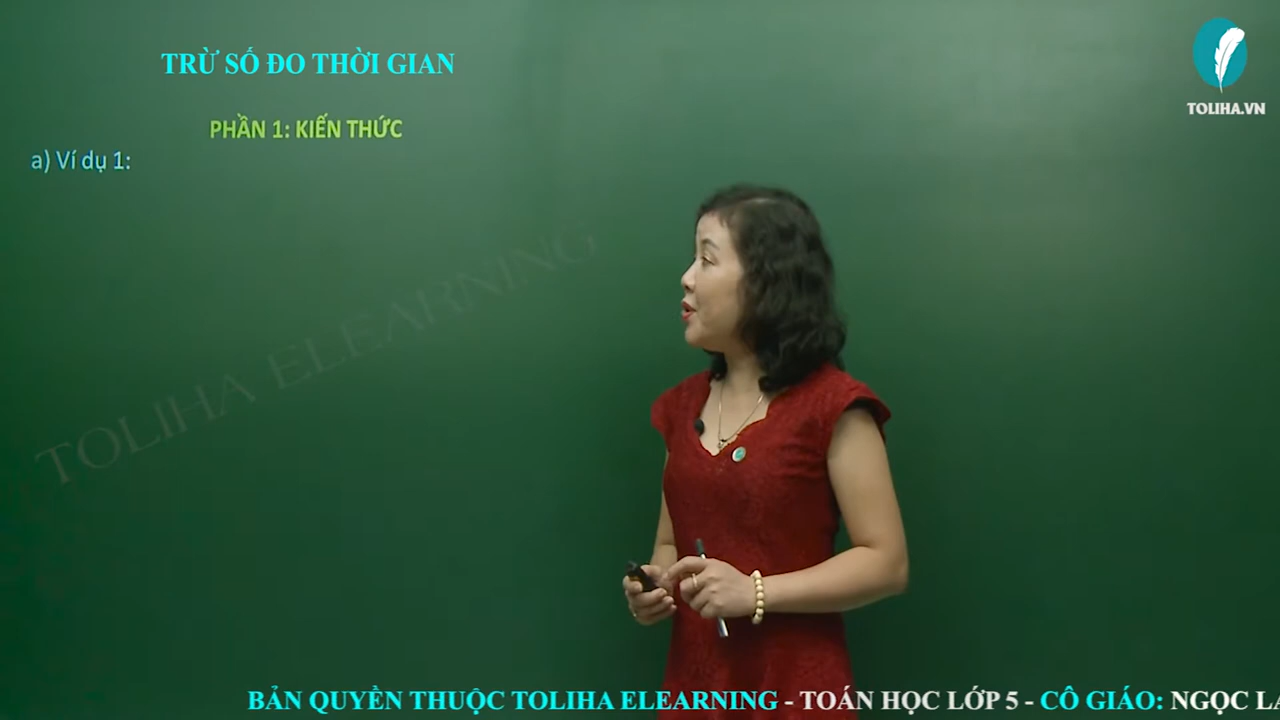 TRỪ SỐ ĐO THỜI GIAN
TOLIHA.VN
PHẦN 1: KIẾN THỨC
a) Ví dụ 1:
TOLIHA ELEARNING
BẢN QUYỀN THUỘC TOLIHA ELEARNING - TOÁN HỌC LỚP 5 - CÔ GIÁO: NGỌC